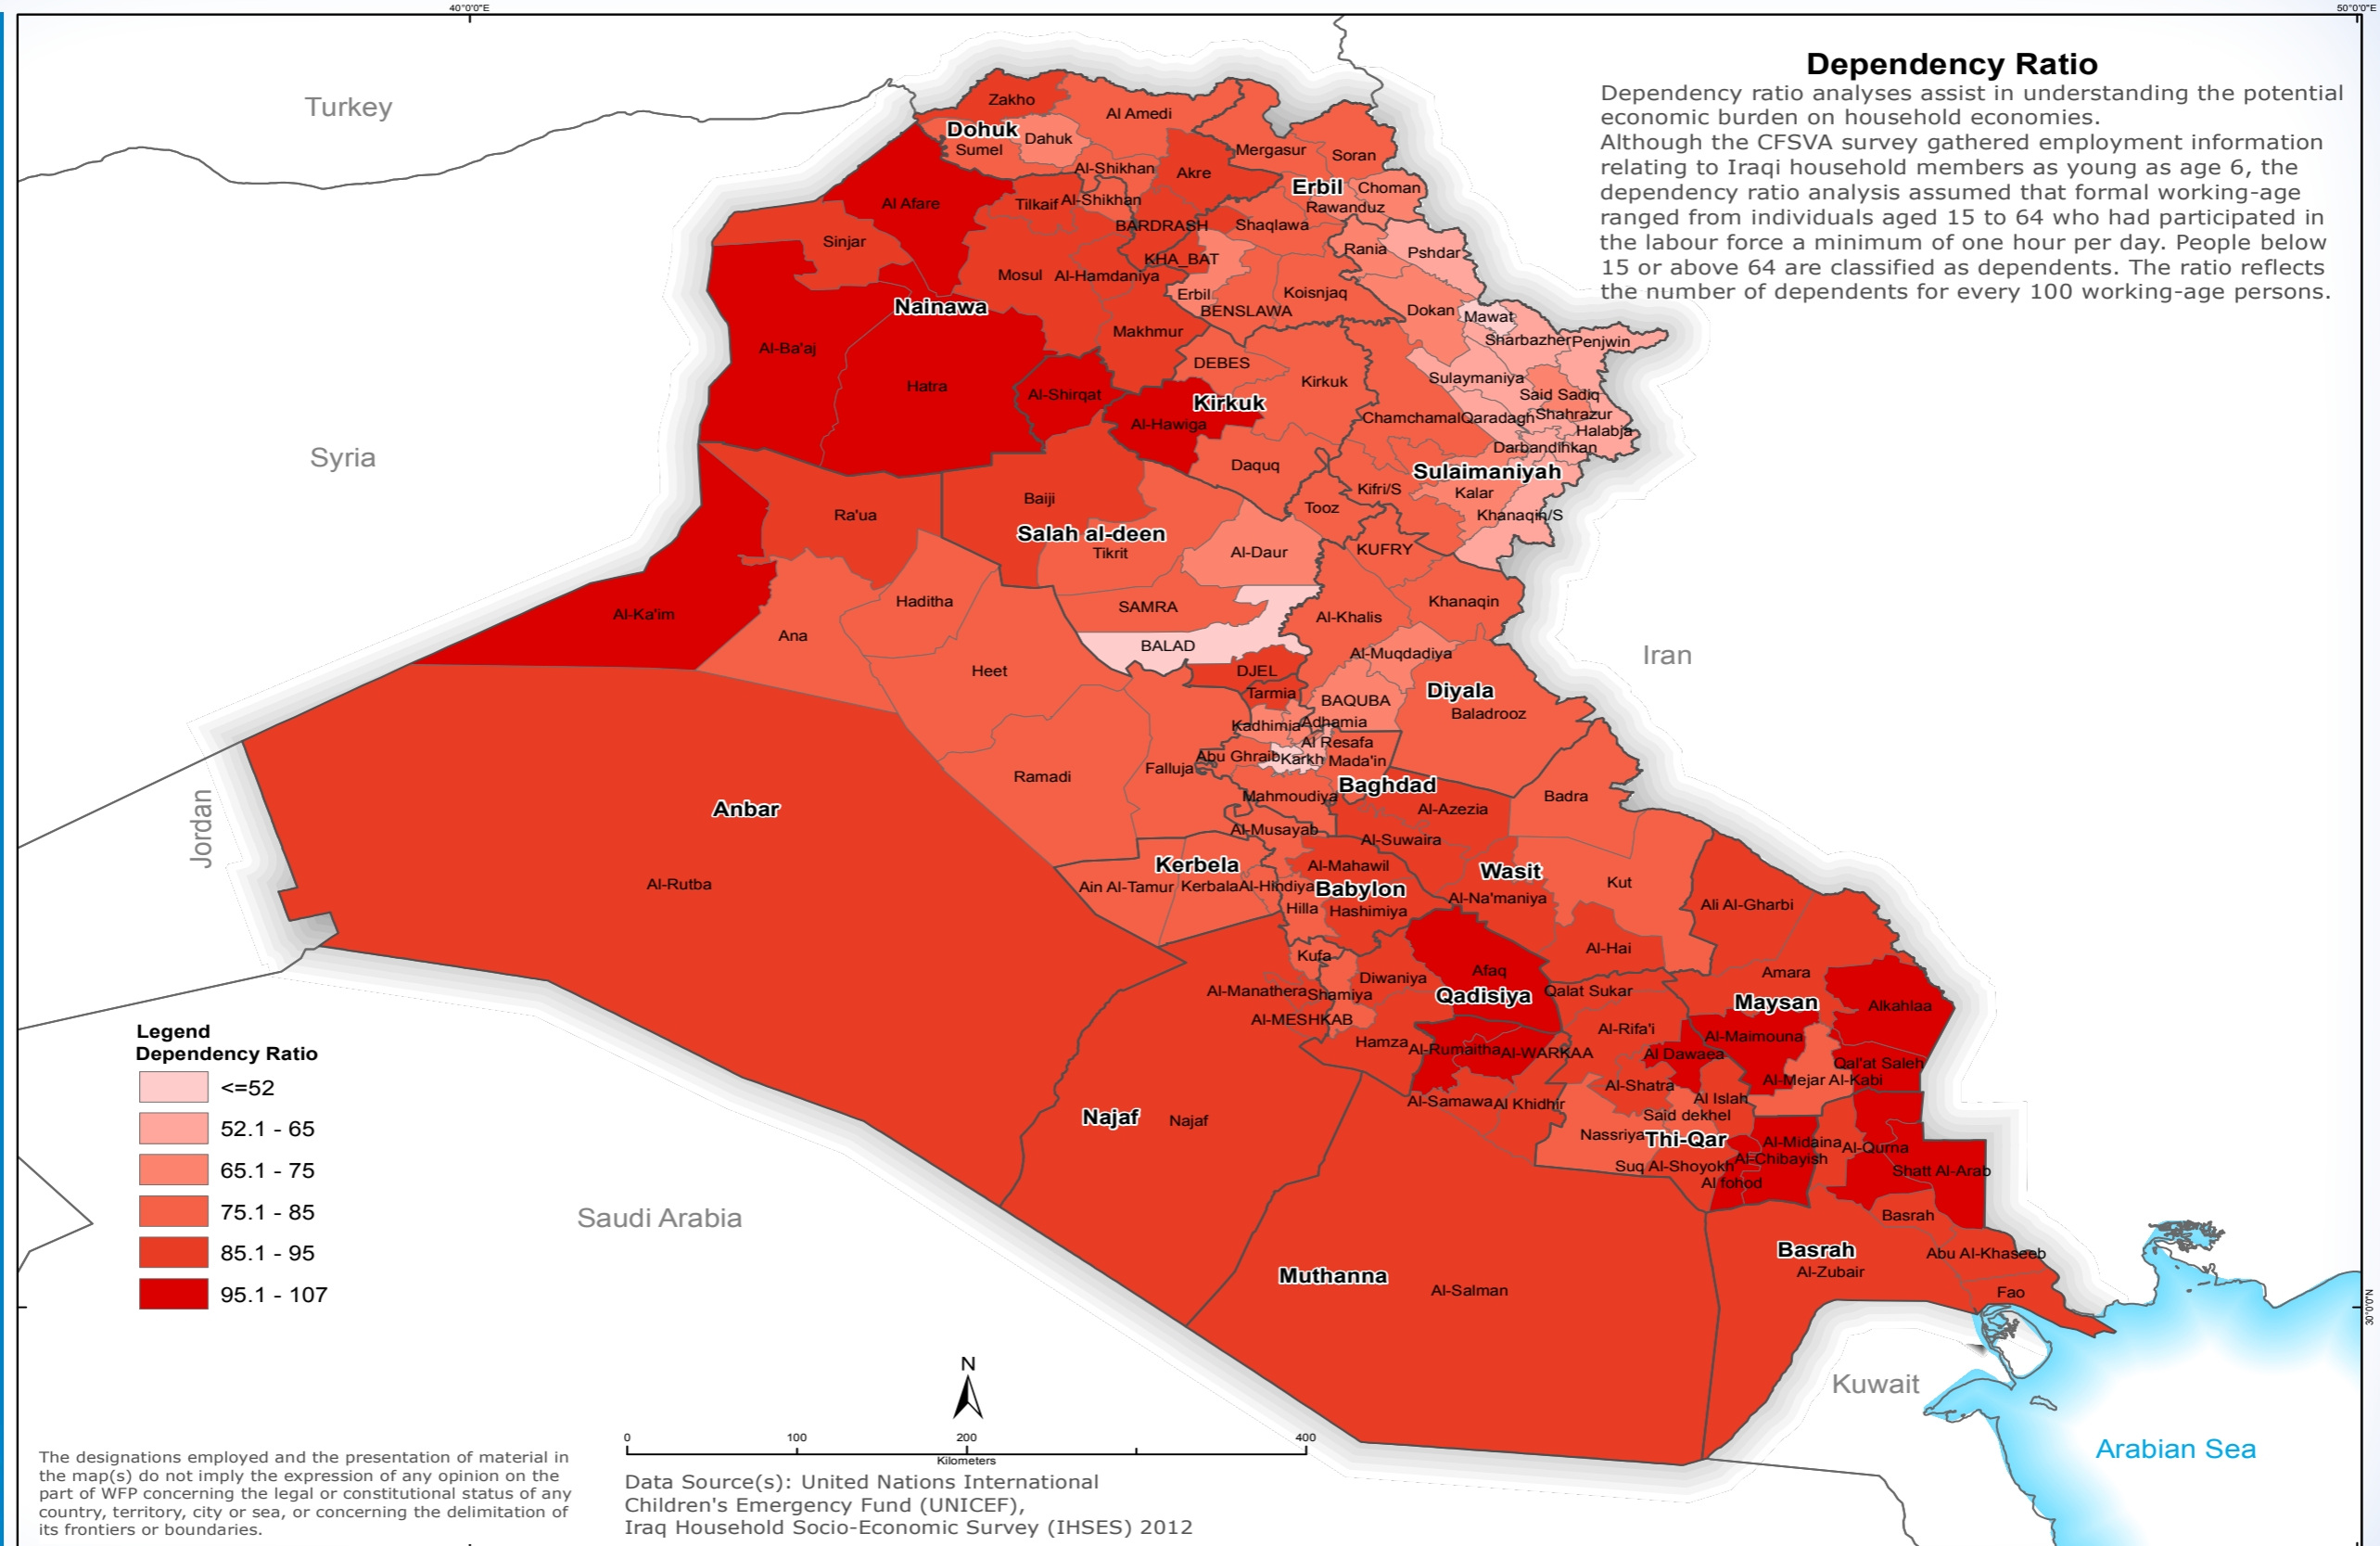 40°0'0"E
50°0'0"E
Dependency Ratio
Dependency ratio analyses assist in understanding the potential
economic burden on household economies.
Although the CFSVA survey gathered employment information
relating to Iraqi household members as young as age 6, the
dependency ratio analysis assumed that formal working-age
ranged from individuals aged 15 to 64 who had participated in
the labour force a minimum of one hour per day. People below
15 or above 64 are classified as dependents. The ratio reflects
the number of dependents for every 100 working-age persons.
Turkey
Syria
Jordan
Saudi Arabia
Iran
Kuwait
Arabian Sea
Zakho
Al Amedi
Dohuk
Dahuk
Sumel
Mergasur
Soran
Al-Shikhan
Akre
Erbil
Choman
Al Afare
Tilkaif
Al-Shikhan
Rawanduz
BARDRASH
Shaqlawa
Sinjar
Rania
Pshdar
KHA_BAT
Mosul
Al-Hamdaniya
Erbil
Koisnjaq
Nainawa
BENSLAWA
Dokan
Mawat
Makhmur
Sharbazher
Penjwin
Al-Ba'aj
DEBES
Kirkuk
Sulaymaniya
Hatra
Al-Shirqat
Said Sadiq
Kirkuk
Al-Hawiga
Chamchamal
Qaradagh
Shahrazur
Halabja
Darbandihkan
Daquq
Sulaimaniyah
Kifri/S
Kalar
Baiji
Ra'ua
Tooz
Khanaqin/S
Salah al-deen
Tikrit
Al-Daur
KUFRY
Haditha
SAMRA
Khanaqin
Al-Ka'im
Al-Khalis
Ana
BALAD
Al-Muqdadiya
Heet
DJEL
Tarmia
Diyala
BAQUBA
Baladrooz
Kadhimia
Adhamia
Al Resafa
Abu Ghraib
Karkh
Mada'in
Falluja
Ramadi
Baghdad
Mahmoudiya
Badra
Anbar
Al-Azezia
Al-Musayab
Al-Suwaira
Kerbela
Al-Mahawil
Wasit
Al-Rutba
Ain Al-Tamur
Kerbala
Al-Hindiya
Babylon
Kut
Al-Na'maniya
Ali Al-Gharbi
Hilla
Hashimiya
Al-Hai
Kufa
Afaq
Amara
Diwaniya
Al-Manathera
Shamiya
Qadisiya
Qalat Sukar
Maysan
Alkahlaa
Al-MESHKAB
Al-Rifa'i
Al-Maimouna
Hamza
Al-Rumaitha
Al-WARKAA
Al Dawaea
Qal'at Saleh
Al-Mejar Al-Kabi
Al-Shatra
Al-Samawa
Al Khidhir
Al Islah
Said dekhel
Najaf
Najaf
Nassriya
Thi-Qar
Al-Midaina
Al-Qurna
Al-Chibayish
Suq Al-Shoyokh
Shatt Al-Arab
Al fohod
Basrah
Basrah
Abu Al-Khaseeb
Muthanna
Al-Zubair
Al-Salman
Fao
30°0'0"N
Legend
Dependency Ratio
<=52
52.1 - 65
65.1 - 75
75.1 - 85
85.1 - 95
95.1 - 107
N
0 100 200 400
Kilometers
The designations employed and the presentation of material in
the map(s) do not imply the expression of any opinion on the
part of WFP concerning the legal or constitutional status of any
country, territory, city or sea, or concerning the delimitation of
its frontiers or boundaries.
Data Source(s): United Nations International
Children's Emergency Fund (UNICEF),
Iraq Household Socio-Economic Survey (IHSES) 2012